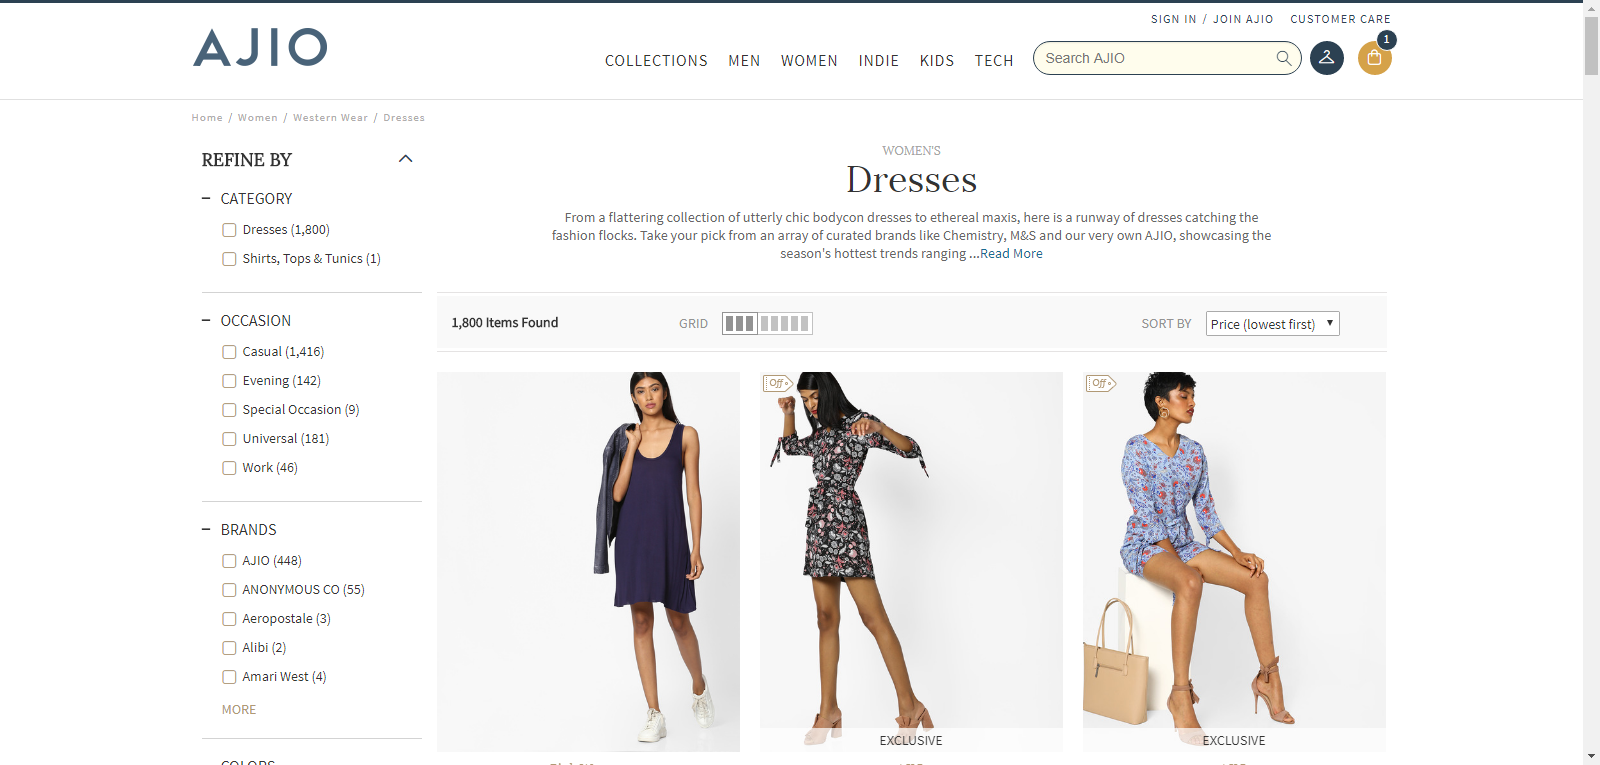 SIGN IN / JOIN AJIO CUSTOMER CARE
AJIO
COLLECTIONS MEN WOMEN INDIE KIDS TECH Search AJIO 1
Home / Women / Western Wear / Dresses
REFINE BY
CATEGORY
Dresses (1,800)
Shirts, Tops & Tunics (1)
OCCASION
Casual (1,416)
Evening (142)
Special Occasion (9)
Universal (181)
Work (46)
BRANDS
AJIO (448)
ANONYMOUS CO (55)
Aeropostale (3)
Alibi (2)
Amari West (4)
MORE
COLORS
WOMEN'S
Dresses
From a flattering collection of utterly chic bodycon dresses to ethereal maxis, here is a runway of dresses catching the
fashion flocks. Take your pick from an array of curated brands like Chemistry, M&S and our very own AJIO, showcasing the
season's hottest trends ranging ...Read More
1,800 Items Found GRID SORT BY Price (lowest first)
Off
Off
EXCLUSIVE
EXCLUSIVE